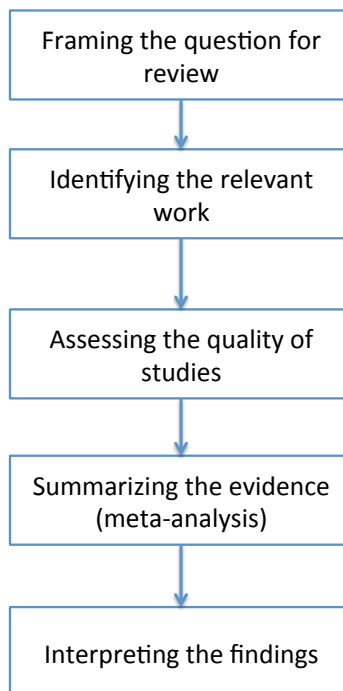 Framing the question for
review
Identifying the relevant
work
Assessing the quality of
studies
Summarizing the evidence
(meta-analysis)
Interpreting the findings